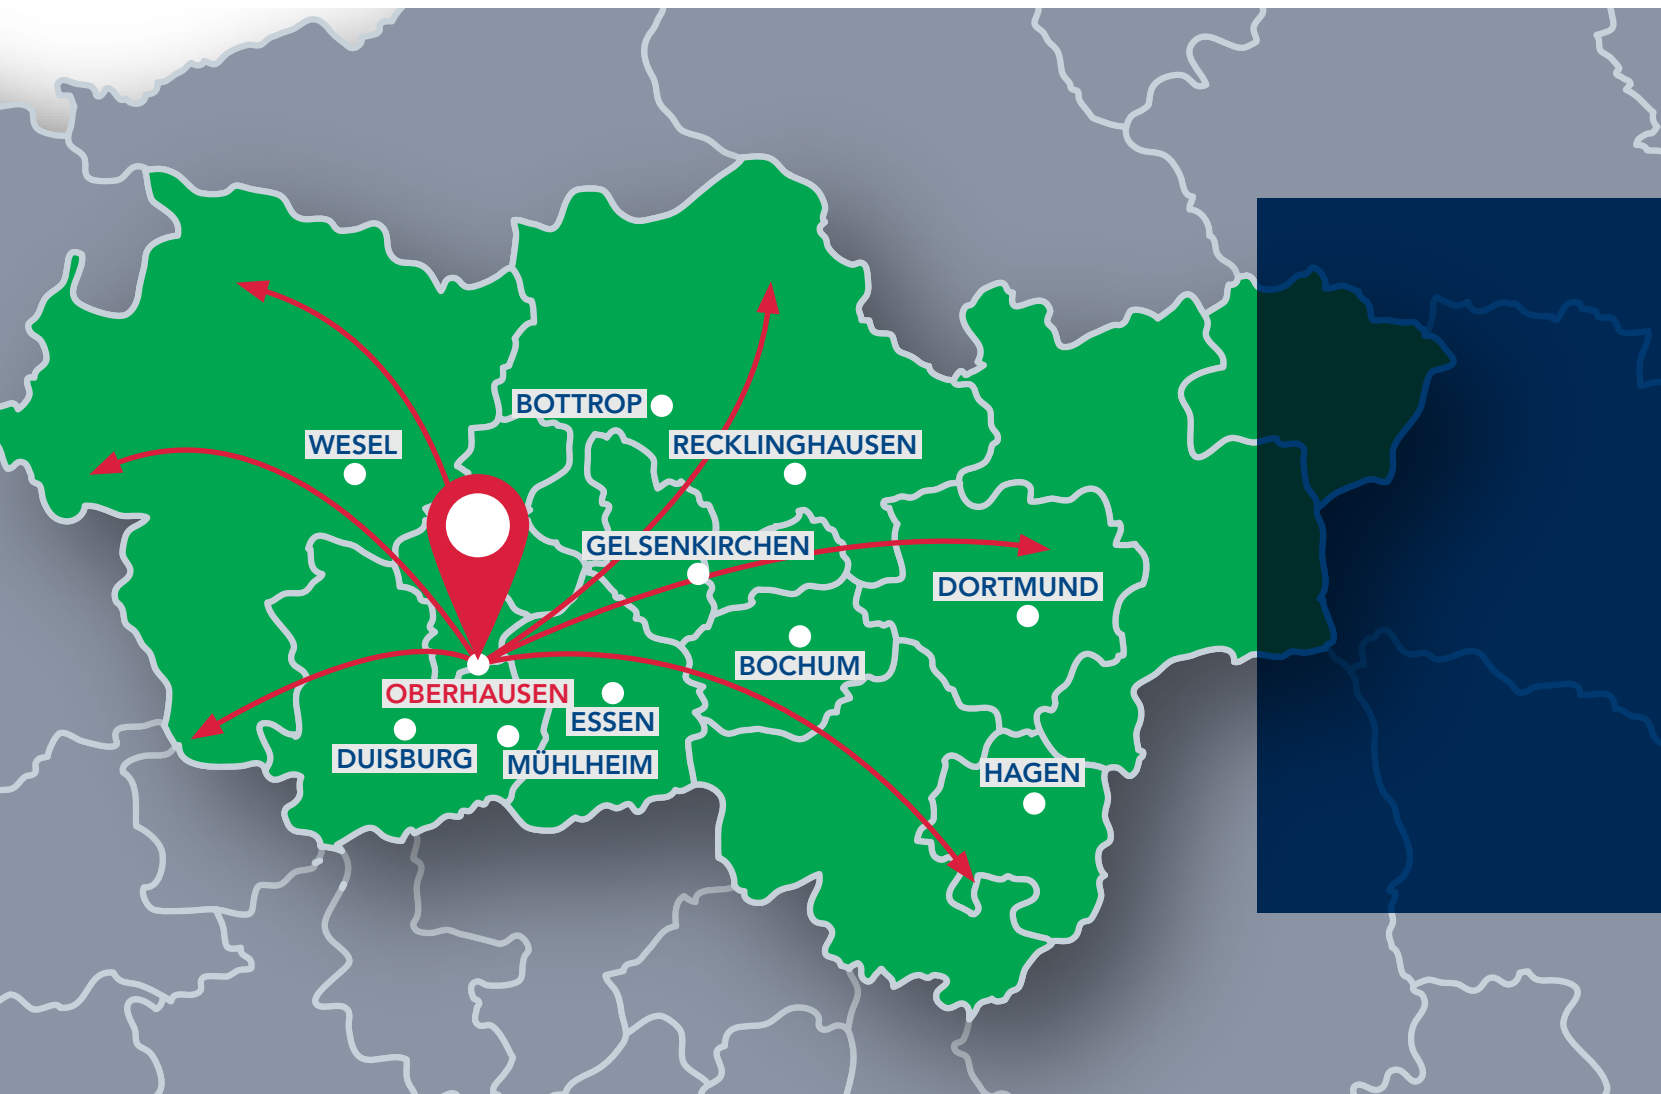 BOTTROP
WESEL
RECKLINGHAUSEN
GELSENKIRCHEN
DORTMUND
BOCHUM
OBERHAUSEN
ESSEN
DUISBURG
MÜHLHEIM
HAGEN